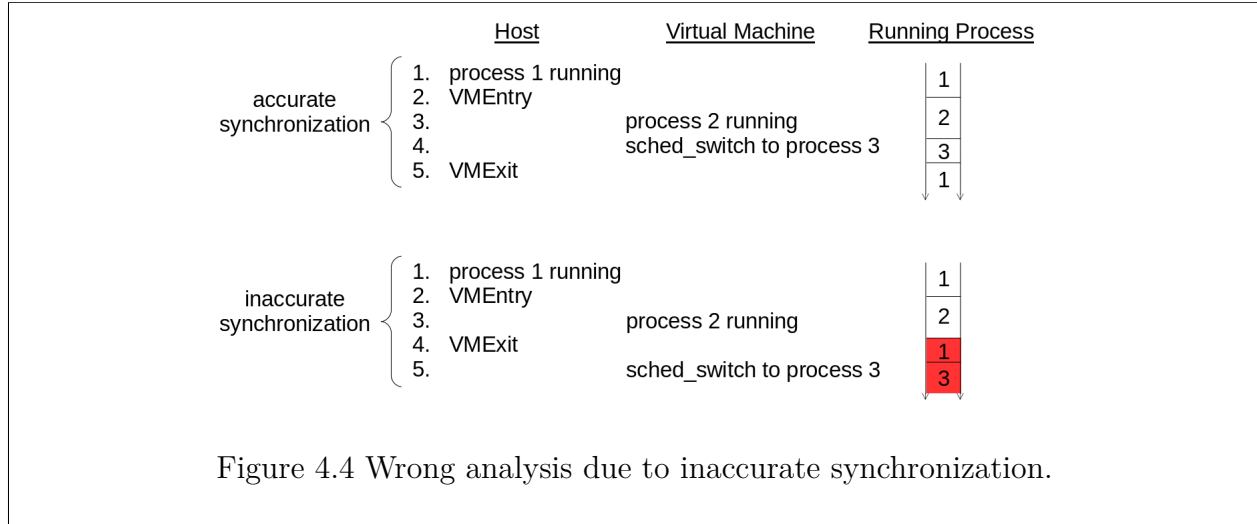 Host Virtual Machine Running Process
accurate synchronization
1. process 1 running
2. VMEntry
3. process 2 running
4. sched_switch to process 3
5. VMExit
1
2
3
1
inaccurate synchronization
1. process 1 running
2. VMEntry
3. process 2 running
4. VMExit
5. sched_switch to process 3
1
2
1
3
Figure 4.4 Wrong analysis due to inaccurate synchronization.